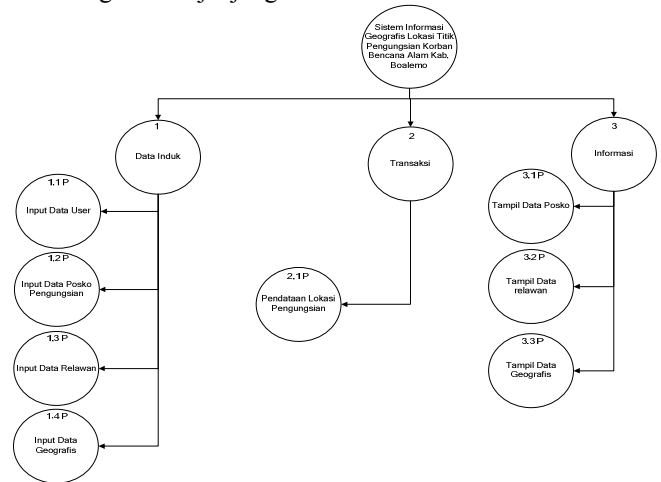 Sistem Informasi
Geografis Lokasi Titik
Pengungsian Korban
Bencana Alam Kab,
Boalemo
1
Data Induk
2
Transaksi
3
Informasi
1.1 P
Input Data User
1.2 P
Input Data Posko
Pengungsian
1.3 P
Input Data Relawan
1.4 P
Input Data
Geografis
2.1 P
Pendataan Lokasi
Pengungsian
3.1 P
Tampil Data Posko
3.2 P
Tampil Data
relawan
3.3 P
Tampil Data
Geografis